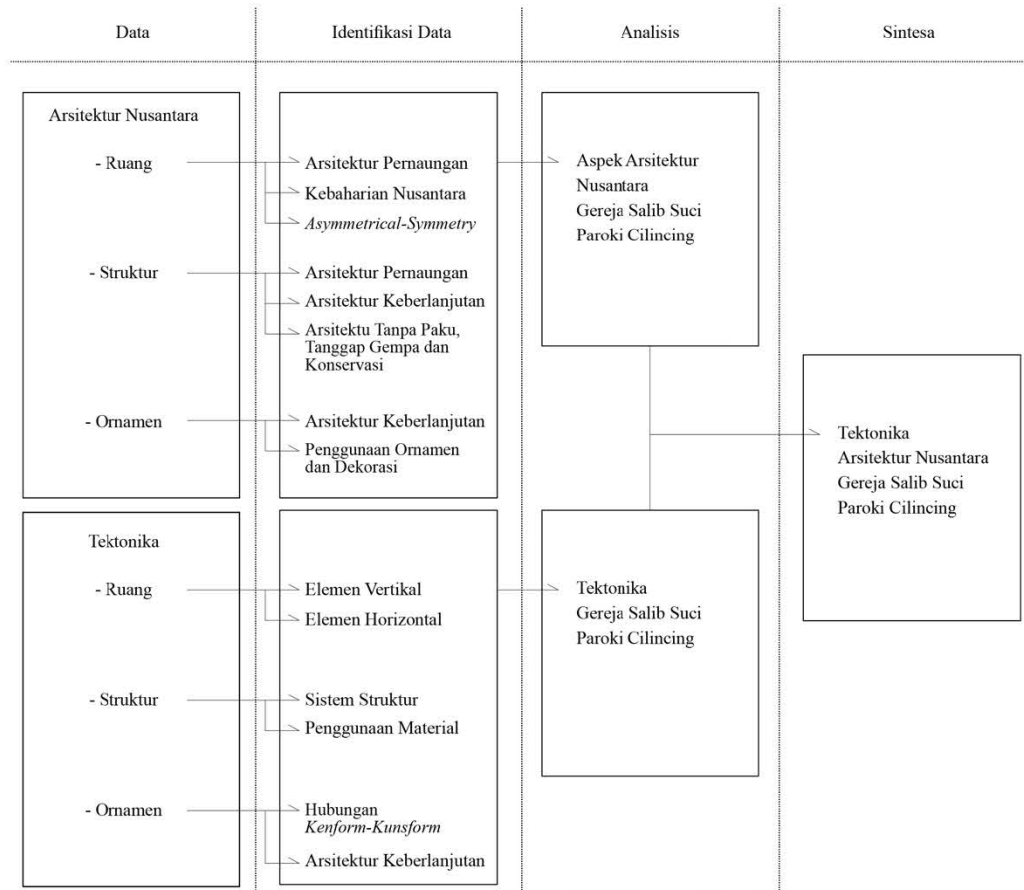 Data
Identifikasi Data
Analisis
Sintesa
Arsitektur Nusantara
- Ruang
Arsitektur Pernaungan
Kebaharian Nusantara
Asymmetrical-Symmetry
- Struktur
Arsitektur Pernaungan
Arsitektur Keberlanjutan
Arsitektu Tanpa Paku,
Tanggap Gempa dan
Konservasi
- Ornamen
Arsitektur Keberlanjutan
Penggunaan Ornamen
dan Dekorasi
Aspek Arsitektur
Nusantara
Gereja Salib Suci
Paroki Cilincing
Tektonika
- Ruang
Elemen Vertikal
Elemen Horizontal
- Struktur
Sistem Struktur
Penggunaan Material
- Ornamen
Hubungan
Kenform-Kunsform
Arsitektur Keberlanjutan
Tektonika
Gereja Salib Suci
Paroki Cilincing
Tektonika
Arsitektur Nusantara
Gereja Salib Suci
Paroki Cilincing